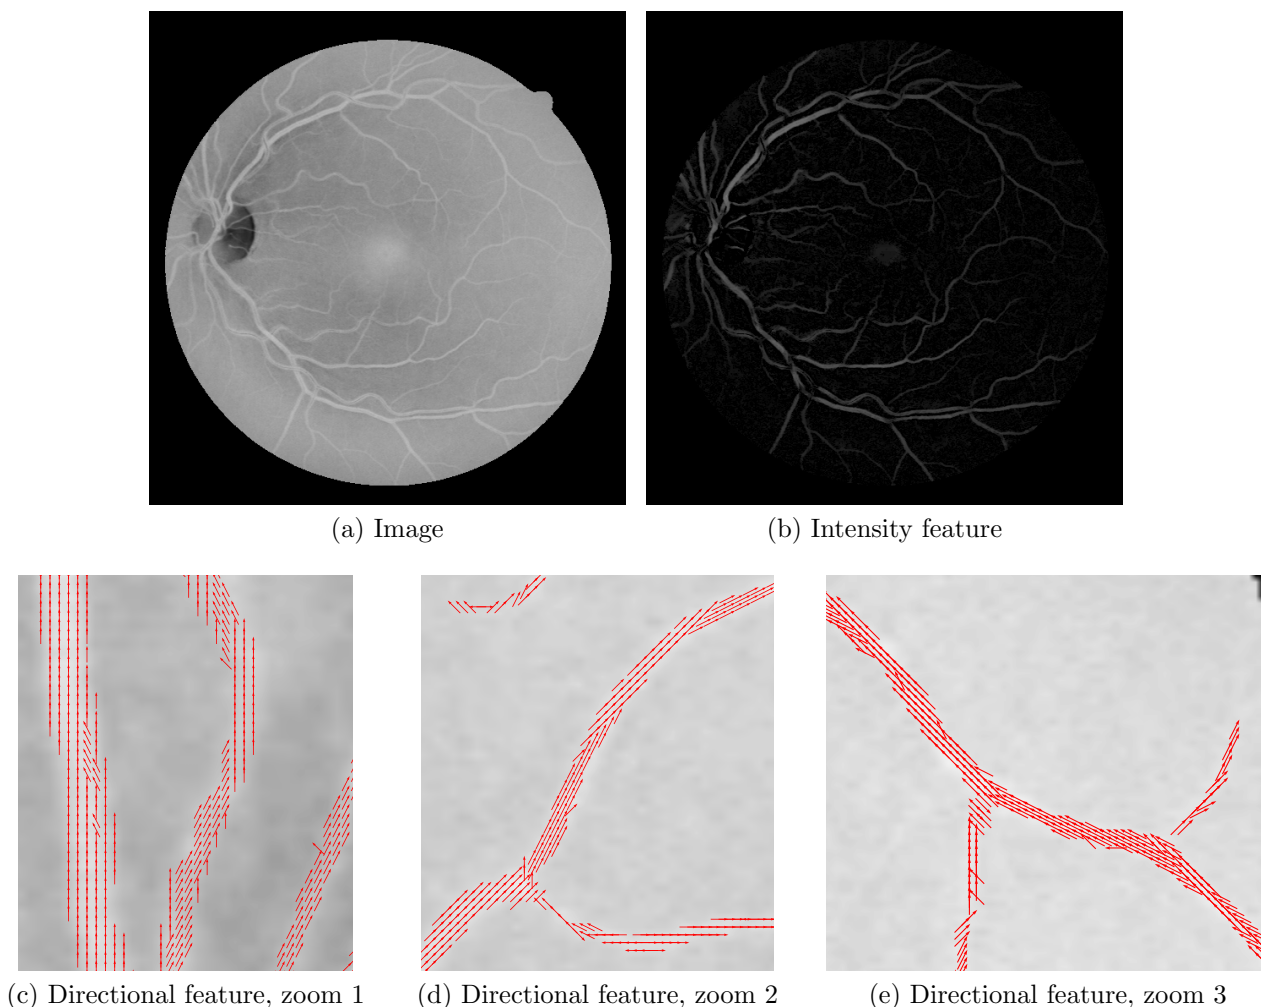 (a) Image
(b) Intensity feature
(c) Directional feature, zoom 1
(d) Directional feature, zoom 2
(e) Directional feature, zoom 3